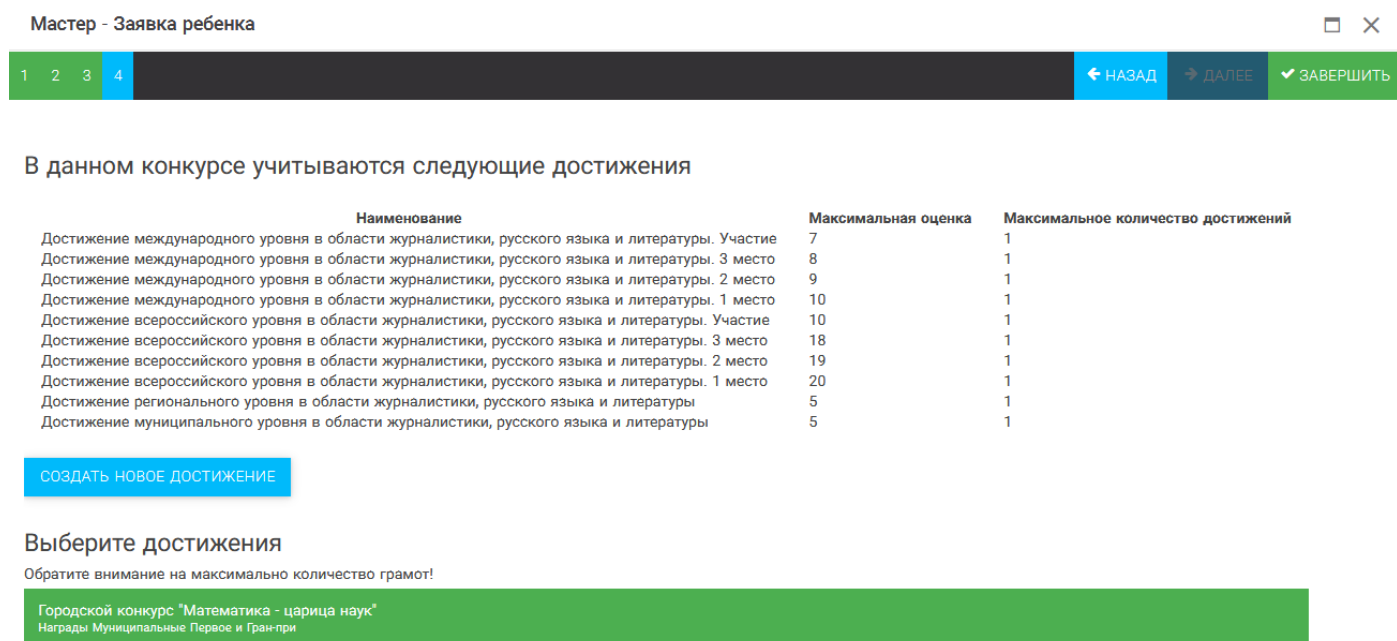 Мастер - Заявка ребенка
1 2 3 4 НАЗАД ДАЛЕЕ ЗАВЕРШИТЬ
В данном конкурсе учитываются следующие достижения
Наименование Максимальная оценка Максимальное количество достижений
Достижение международного уровня в области журналистики, русского языка и литературы. Участие 7 1
Достижение международного уровня в области журналистики, русского языка и литературы. 3 место 8 1
Достижение международного уровня в области журналистики, русского языка и литературы. 2 место 9 1
Достижение международного уровня в области журналистики, русского языка и литературы. 1 место 10 1
Достижение всероссийского уровня в области журналистики, русского языка и литературы. Участие 10 1
Достижение всероссийского уровня в области журналистики, русского языка и литературы. 3 место 18 1
Достижение всероссийского уровня в области журналистики, русского языка и литературы. 2 место 19 1
Достижение всероссийского уровня в области журналистики, русского языка и литературы. 1 место 20 1
Достижение регионального уровня в области журналистики, русского языка и литературы 5 1
Достижение муниципального уровня в области журналистики, русского языка и литературы 5 1
СОЗДАТЬ НОВОЕ ДОСТИЖЕНИЕ
Выберите достижения
Обратите внимание на максимально количество грамот!
Городской конкурс "Математика - царица наук"
Награды Муниципальные Первое и Гран-при